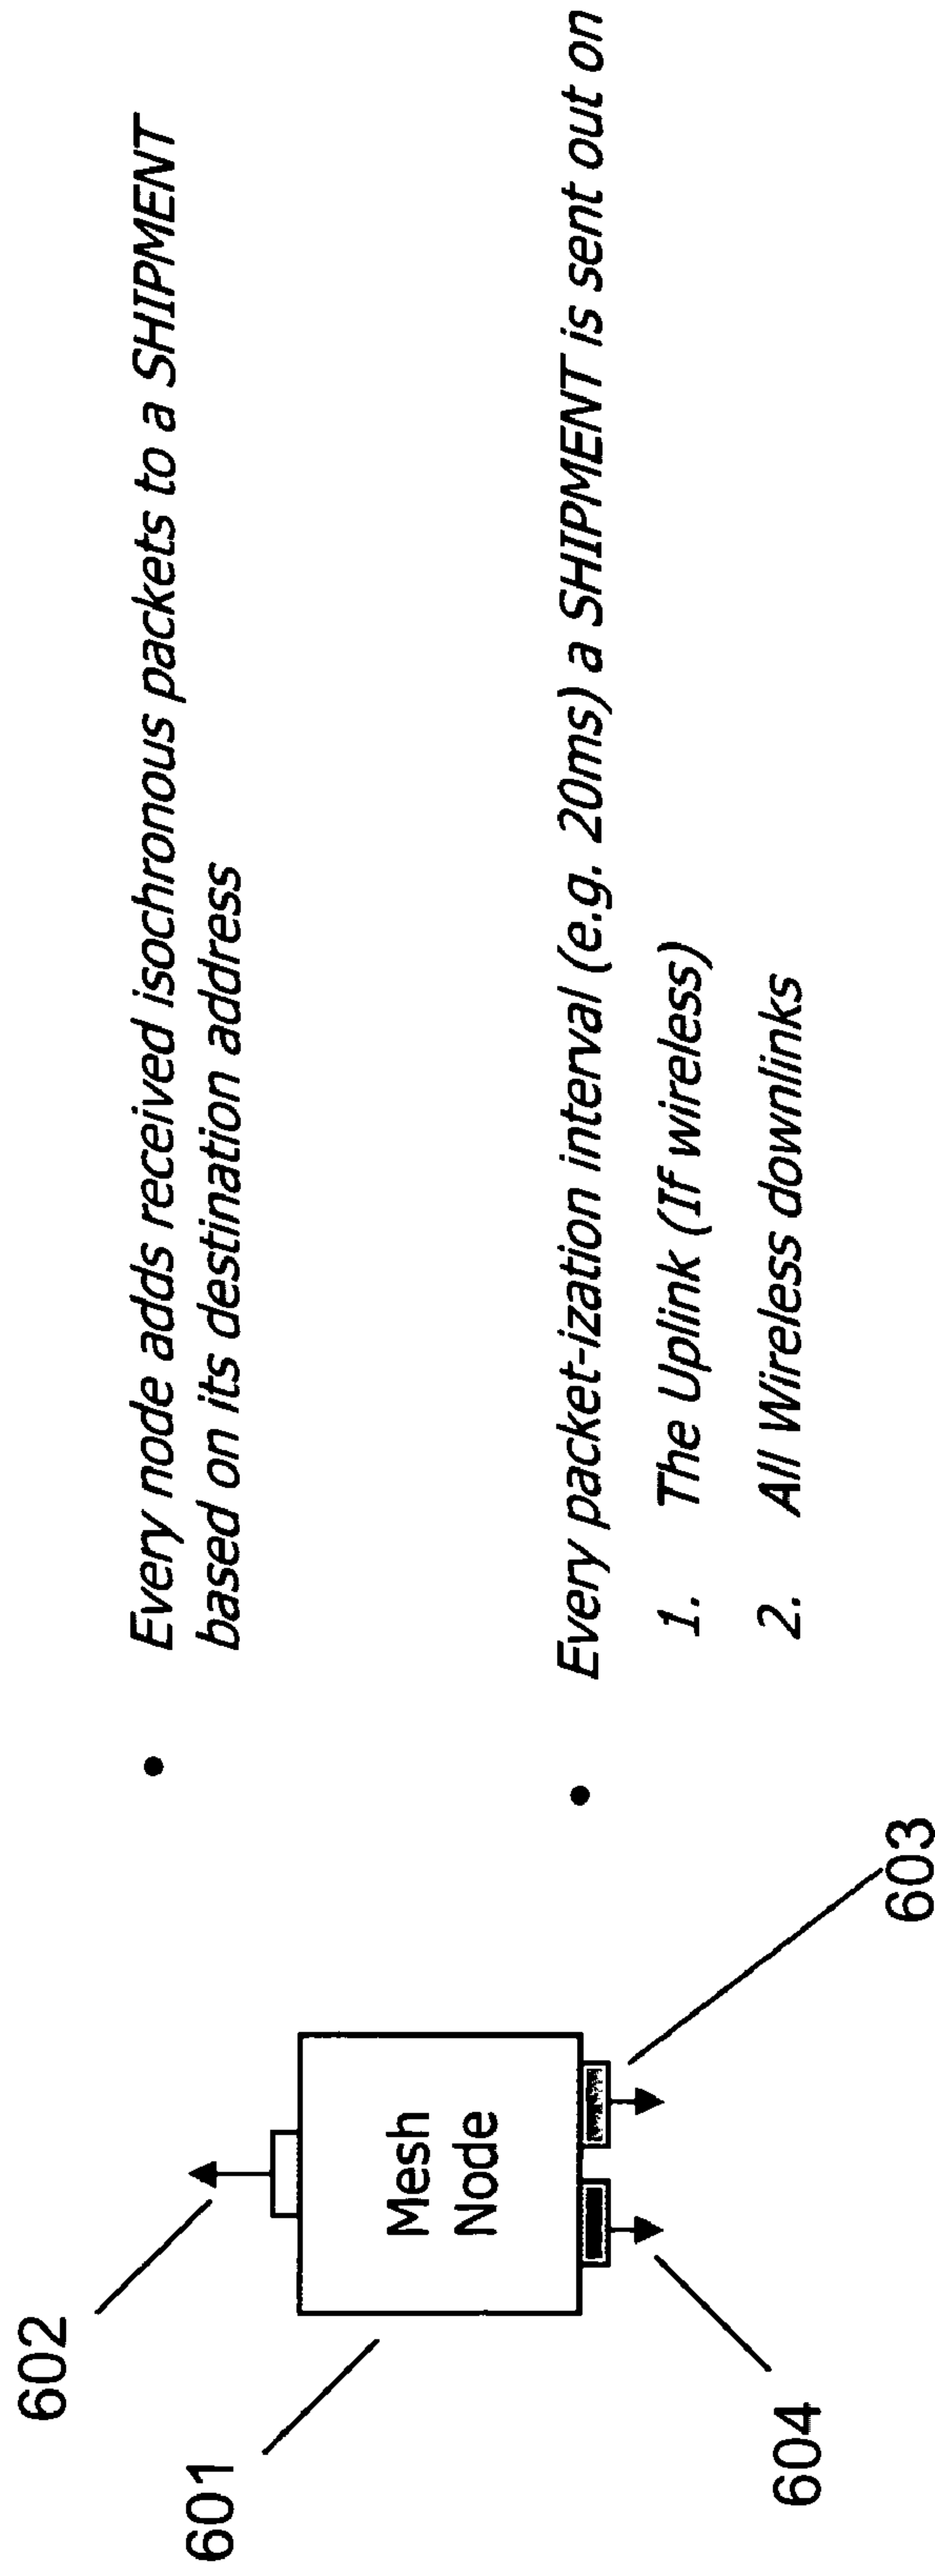 602
601
Mesh
Node
604
603
• Every node adds received isochronous packets to a SHIPMENT
based on its destination address
• Every packet-ization interval (e.g. 20ms) a SHIPMENT is sent out on
1. The Uplink (If wireless)
2. All Wireless downlinks